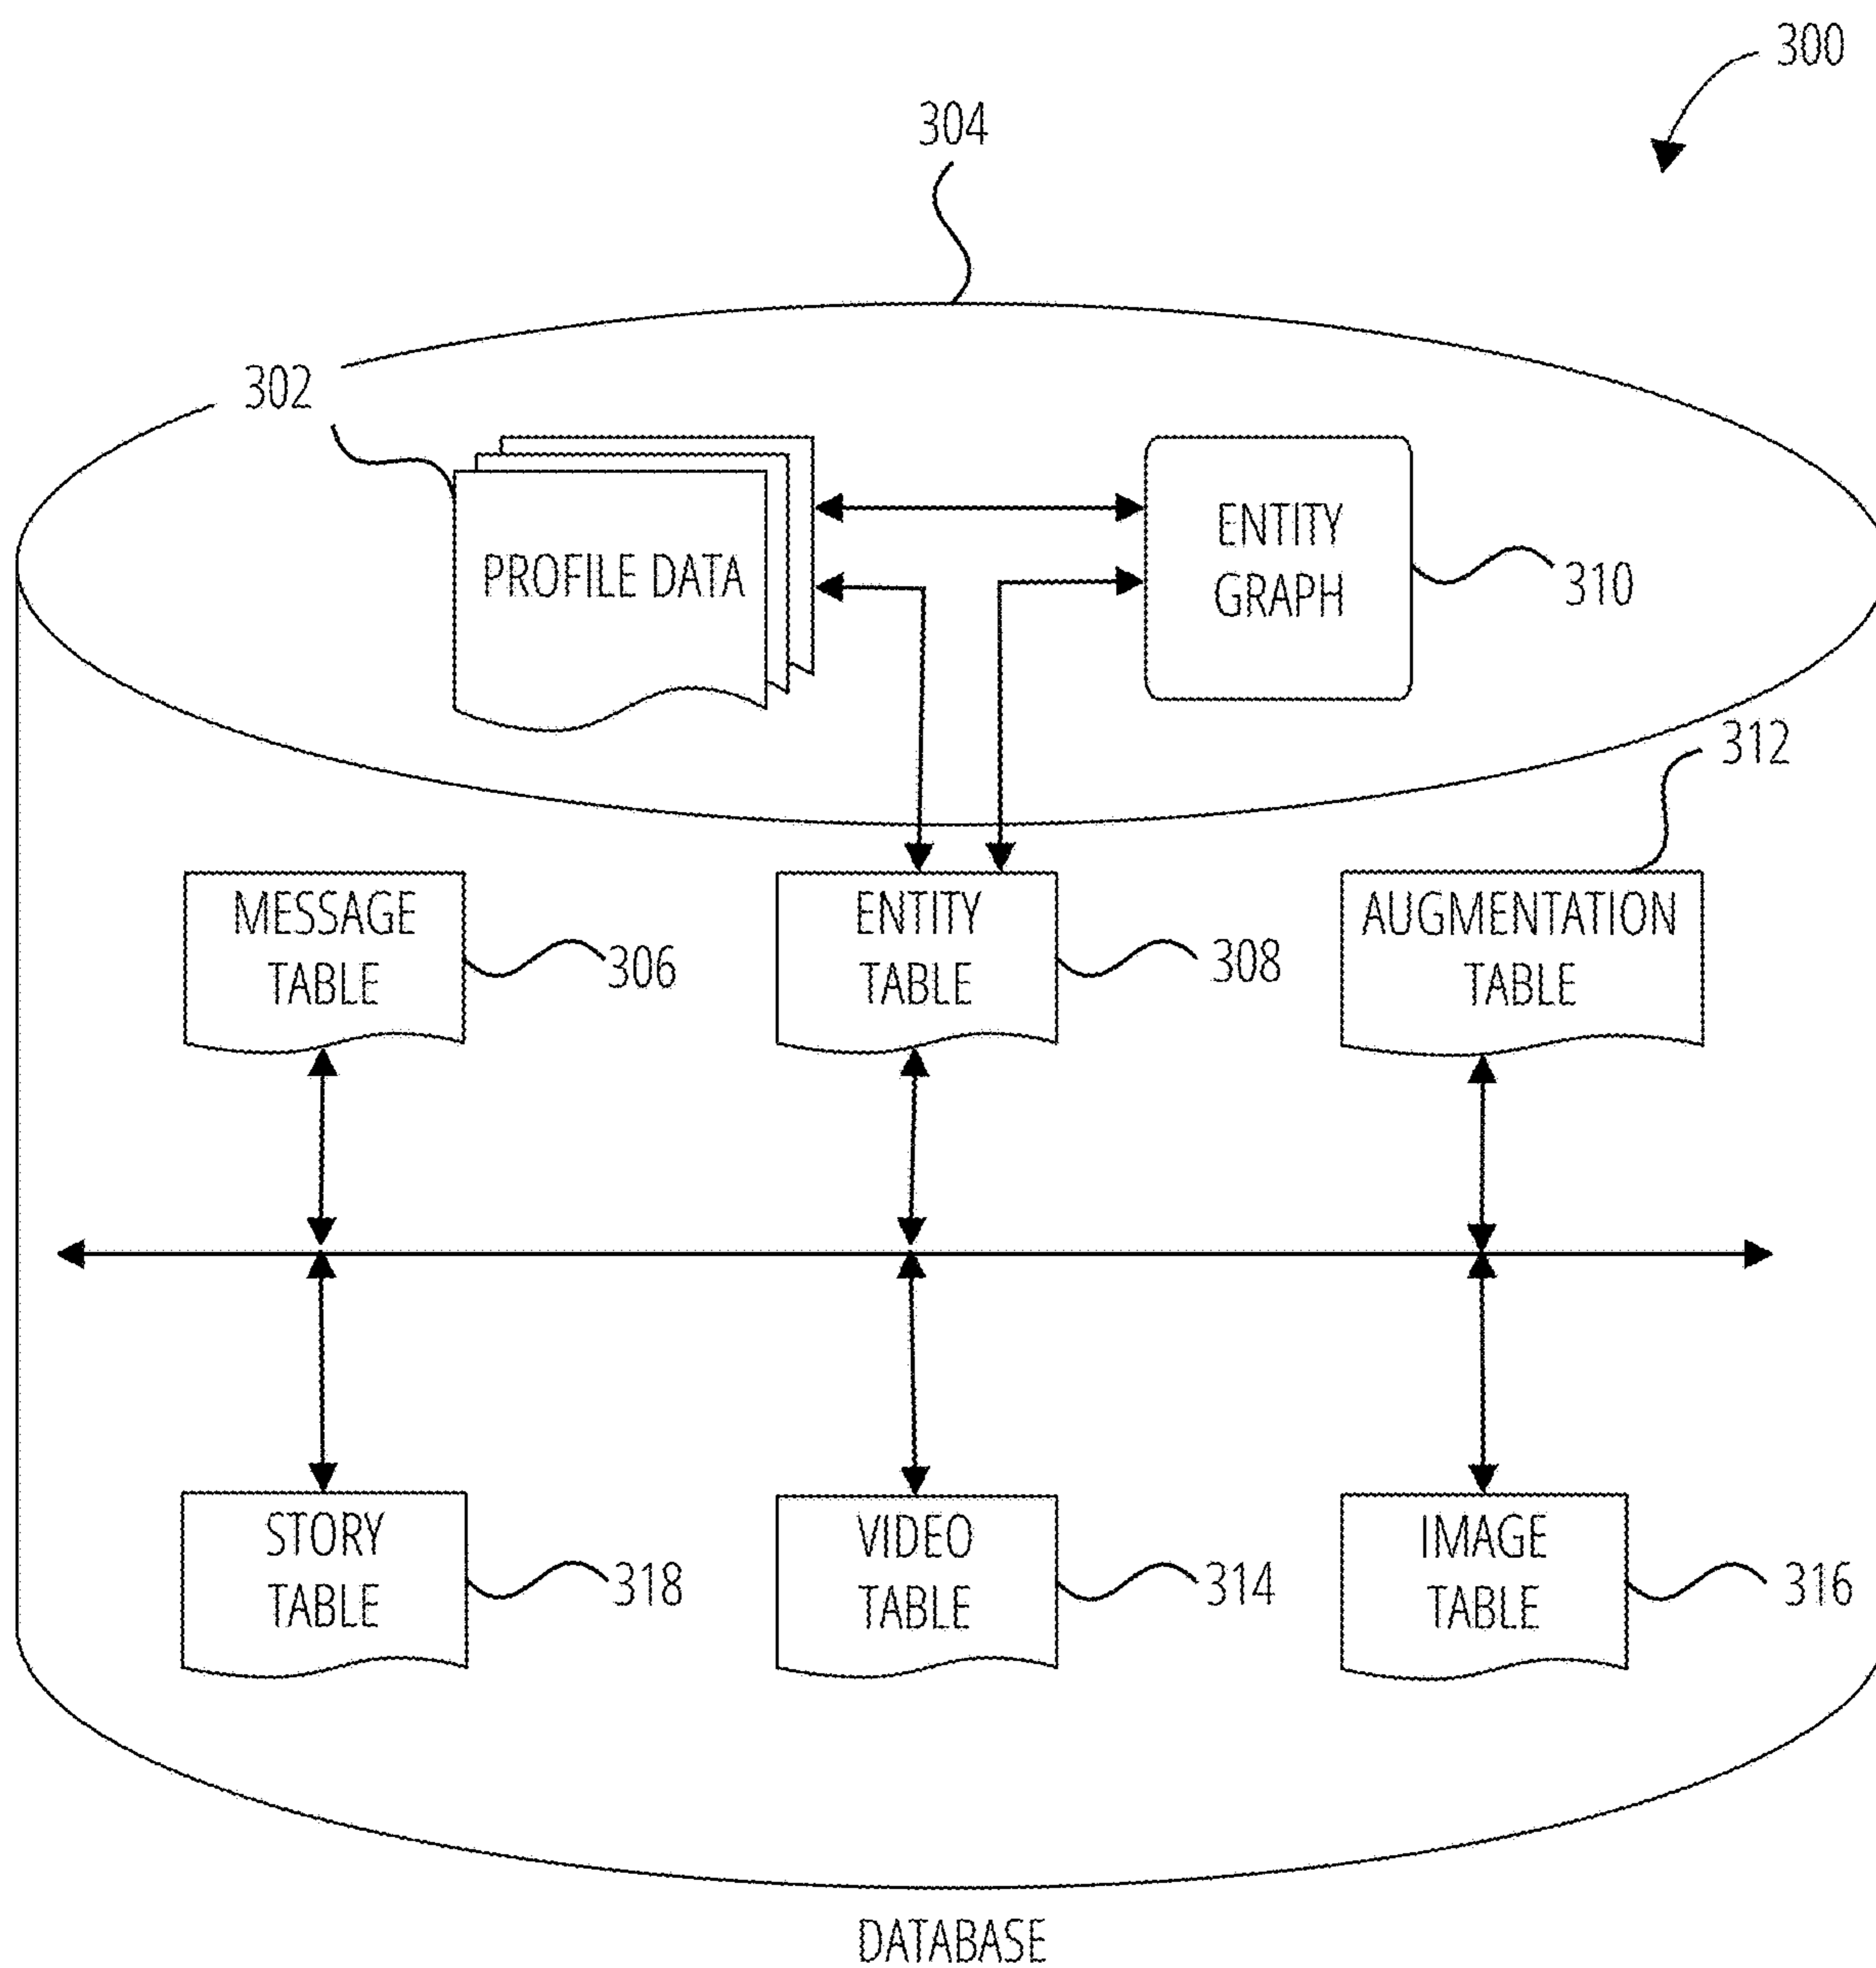 300
304
302
PROFILE DATA
ENTITY
GRAPH
310
312
MESSAGE
TABLE
306
ENTITY
TABLE
308
AUGMENTATION
TABLE
STORY
TABLE
318
VIDEO
TABLE
314
IMAGE
TABLE
316
DATABASE